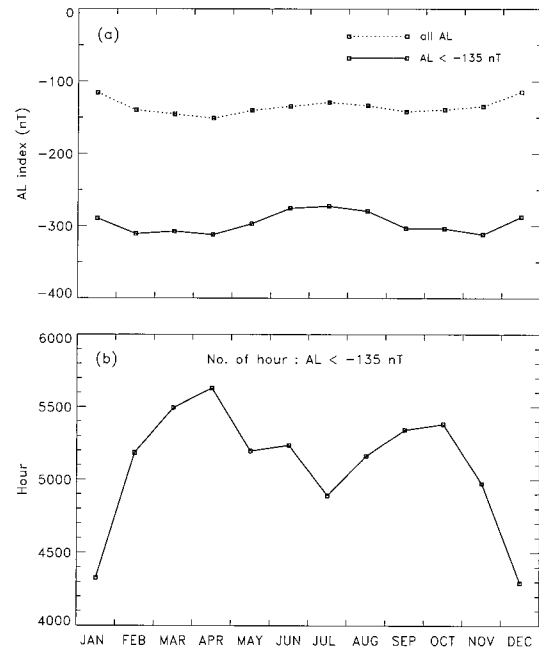 (a)
all AL
AL < −135 nT
AL index (nT)
0
−100
−200
−300
−400
(b)
No. of hour : AL < −135 nT
Hour
6000
5500
5000
4500
4000
JAN FEB MAR APR MAY JUN JUL AUG SEP OCT NOV DEC